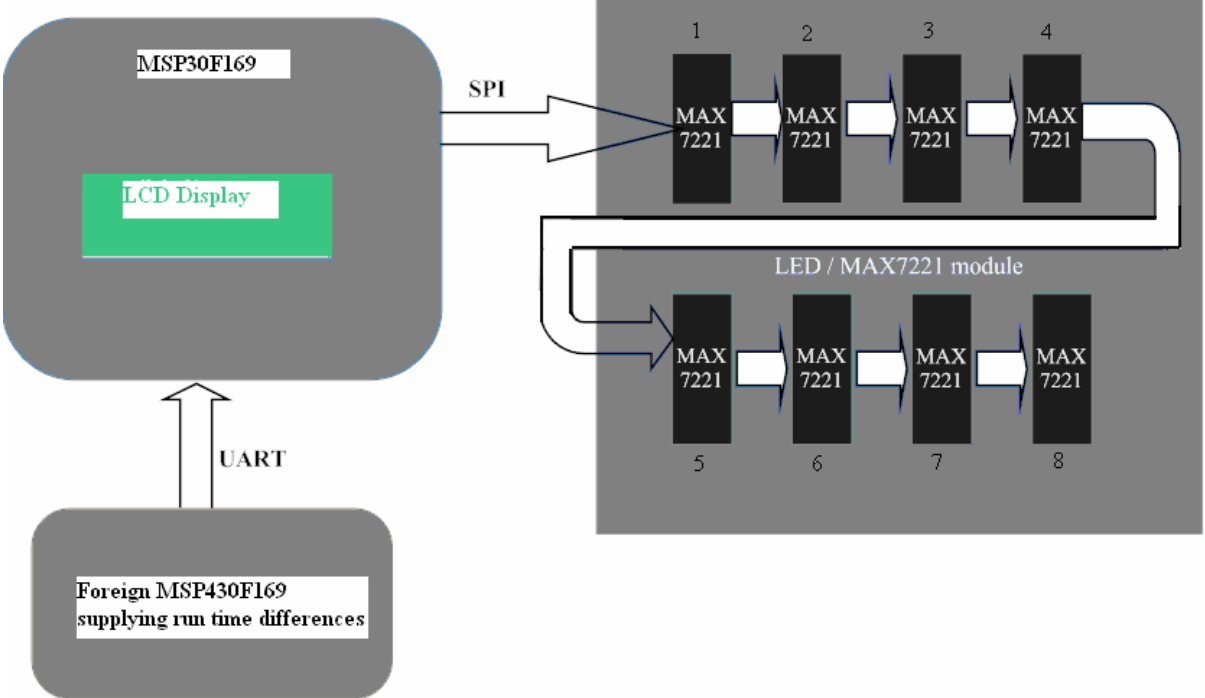 MSP30F169
LCD Display
SPI
1 2 3 4
MAX 7221
MAX 7221
MAX 7221
MAX 7221
LED / MAX7221 module
MAX 7221
MAX 7221
MAX 7221
MAX 7221
5 6 7 8
UART
Foreign MSP430F169
supplying run time differences